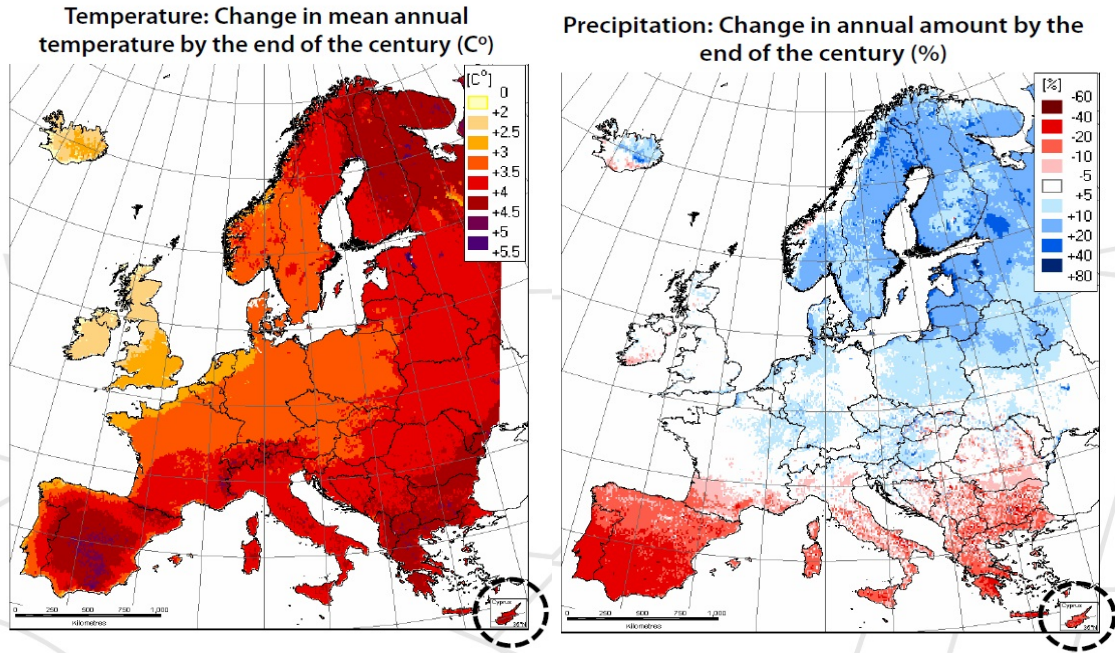 Temperature: Change in mean annual
temperature by the end of the century (Cº)
[Cº]
0
+2
+2.5
+3
+3.5
+4
+4.5
+5
+5.5
0 250 500 750 1,000
Kilometres
Cyprus
35°N
Precipitation: Change in annual amount by the
end of the century (%)
[%]
-60
-40
-20
-10
-5
+5
+10
+20
+40
+80
0 250 500 750 1,000
Kilometres
Cyprus
35°N